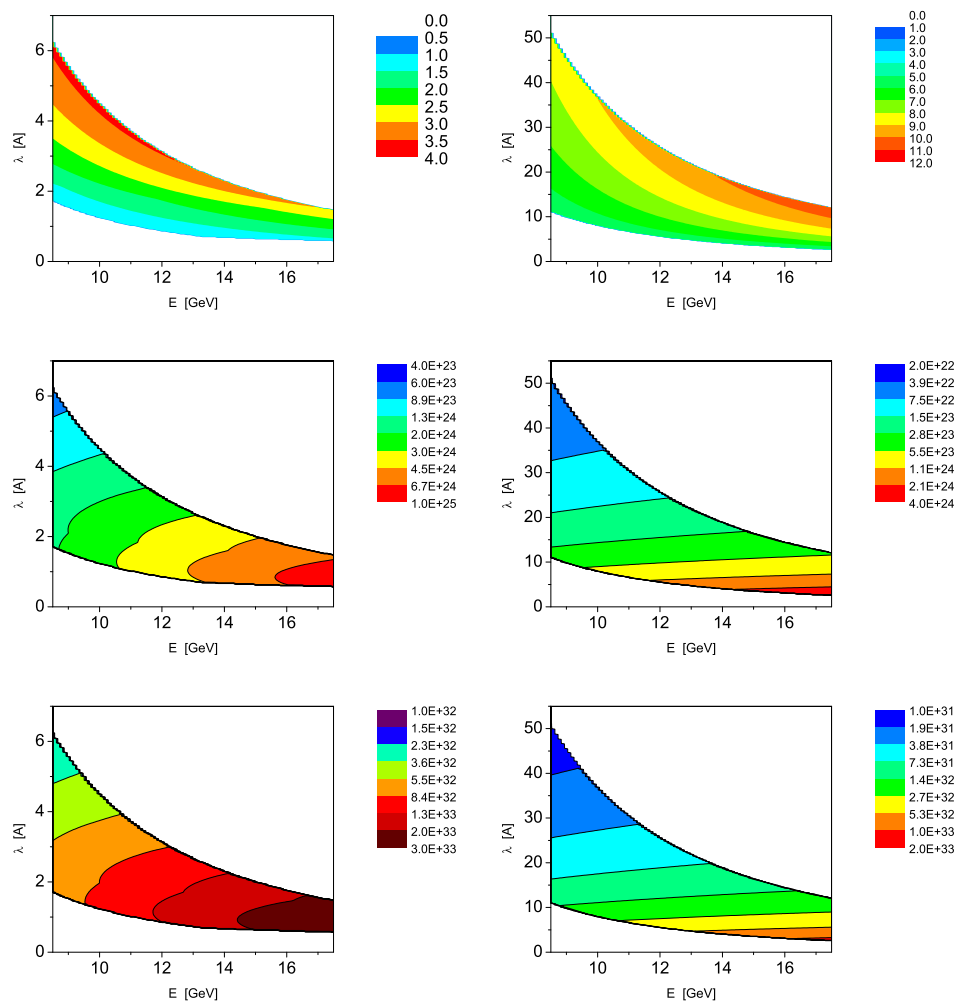 6
4
2
0
λ [A]
10 12 14 16
E [GeV]
0.0
0.5
1.0
1.5
2.0
2.5
3.0
3.5
4.0
50
40
30
20
10
0
λ [A]
10 12 14 16
E [GeV]
0.0
1.0
2.0
3.0
4.0
5.0
6.0
7.0
8.0
9.0
10.0
11.0
12.0
6
4
2
0
λ [A]
10 12 14 16
E [GeV]
4.0E+23
6.0E+23
8.9E+23
1.3E+24
2.0E+24
3.0E+24
4.5E+24
6.7E+24
1.0E+25
50
40
30
20
10
0
λ [A]
10 12 14 16
E [GeV]
2.0E+22
3.9E+22
7.5E+22
1.5E+23
2.8E+23
5.5E+23
1.1E+24
2.1E+24
4.0E+24
6
4
2
0
λ [A]
10 12 14 16
E [GeV]
1.0E+32
1.5E+32
2.3E+32
3.6E+32
5.5E+32
8.4E+32
1.3E+33
2.0E+33
3.0E+33
50
40
30
20
10
0
λ [A]
10 12 14 16
E [GeV]
1.0E+31
1.9E+31
3.8E+31
7.3E+31
1.4E+32
2.7E+32
5.3E+32
1.0E+33
2.0E+33